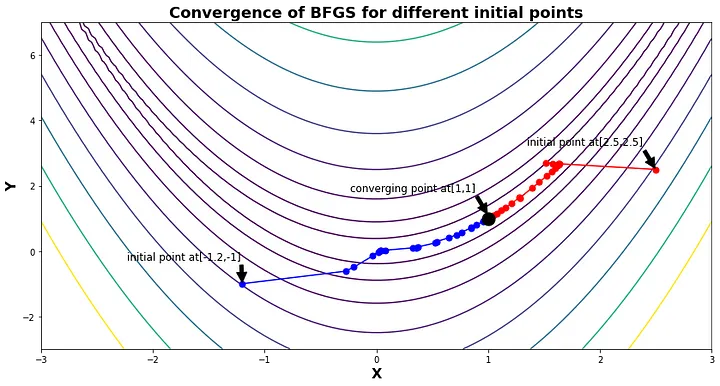 Convergence of BFGS for different initial points
6
4
2
0
−2
Y
initial point at[2.5,2.5]
converging point at[1,1]
initial point at[-1.2,-1]
−3
−2
−1
0
1
2
3
X